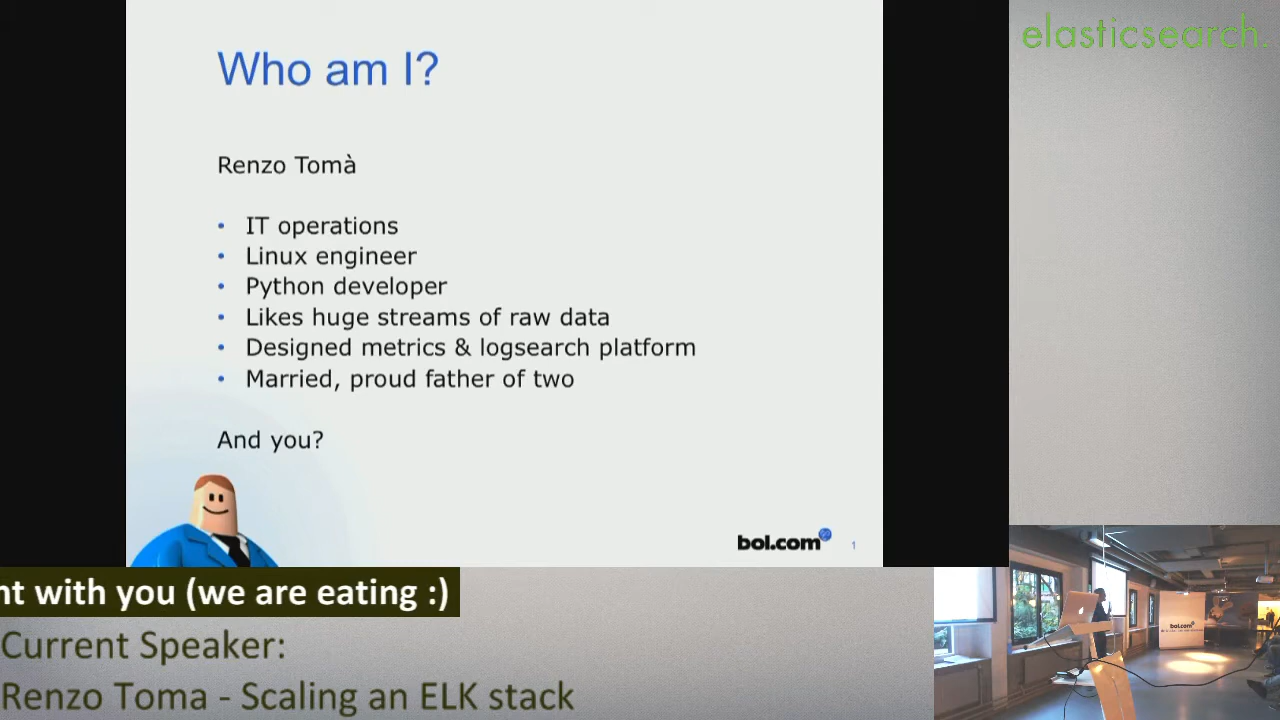 Who am I?
elasticsearch.
Renzo Tomà
• IT operations
• Linux engineer
• Python developer
• Likes huge streams of raw data
• Designed metrics & logsearch platform
• Married, proud father of two
And you?
bol.com
1
nt with you (we are eating :)
Current Speaker:
Renzo Toma - Scaling an ELK stack
bol.com